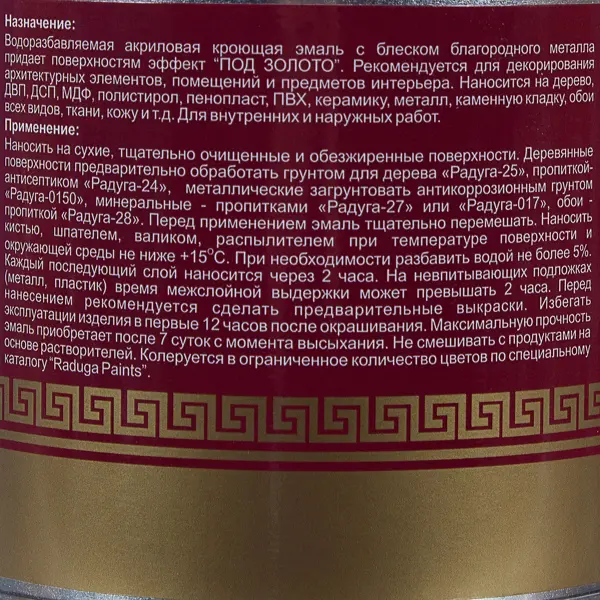 Назначение:
Водоразбавляемая акриловая кроющая эмаль с блеском благородного металла
придает поверхностям эффект “ПОД ЗОЛОТО”. Рекомендуется для декорирования
архитектурных элементов, помещений и предметов интерьера. Наносится на дерево,
ДВП, ДСП, МДФ, полистирол, пенопласт, ПВХ, керамику, металл, каменную кладку, обои
всех видов, ткани, кожу и т.д. Для внутренних и наружных работ.
Применение:
Наносить на сухие, тщательно очищенные и обезжиренные поверхности. Деревянные
поверхности предварительно обработать грунтом для дерева «Радуга-25», пропиткой-
антисептиком «Радуга-24», металлические загрунтовать антикоррозионным грунтом
«Радуга-0150», минеральные - пропитками «Радуга-27» или «Радуга-017», обои -
пропиткой «Радуга-28». Перед применением эмаль тщательно перемешать. Наносить
кистью, шпателем, валиком, распылителем при температуре поверхности и
окружающей среды не ниже +15°С. При необходимости разбавить водой не более 5%.
Каждый последующий слой наносится через 2 часа. На невпитывающих подложках
(металл, пластик) время межслойной выдержки может превышать 2 часа. Перед
нанесением рекомендуется сделать предварительные выкраски. Избегать
эксплуатации изделия в первые 12 часов после окрашивания. Максимальную прочность
эмаль приобретает после 7 суток с момента высыхания. Не смешивать с продуктами на
основе растворителей. Колеруется в ограниченное количество цветов по специальному
каталогу “Raduga Paints”.